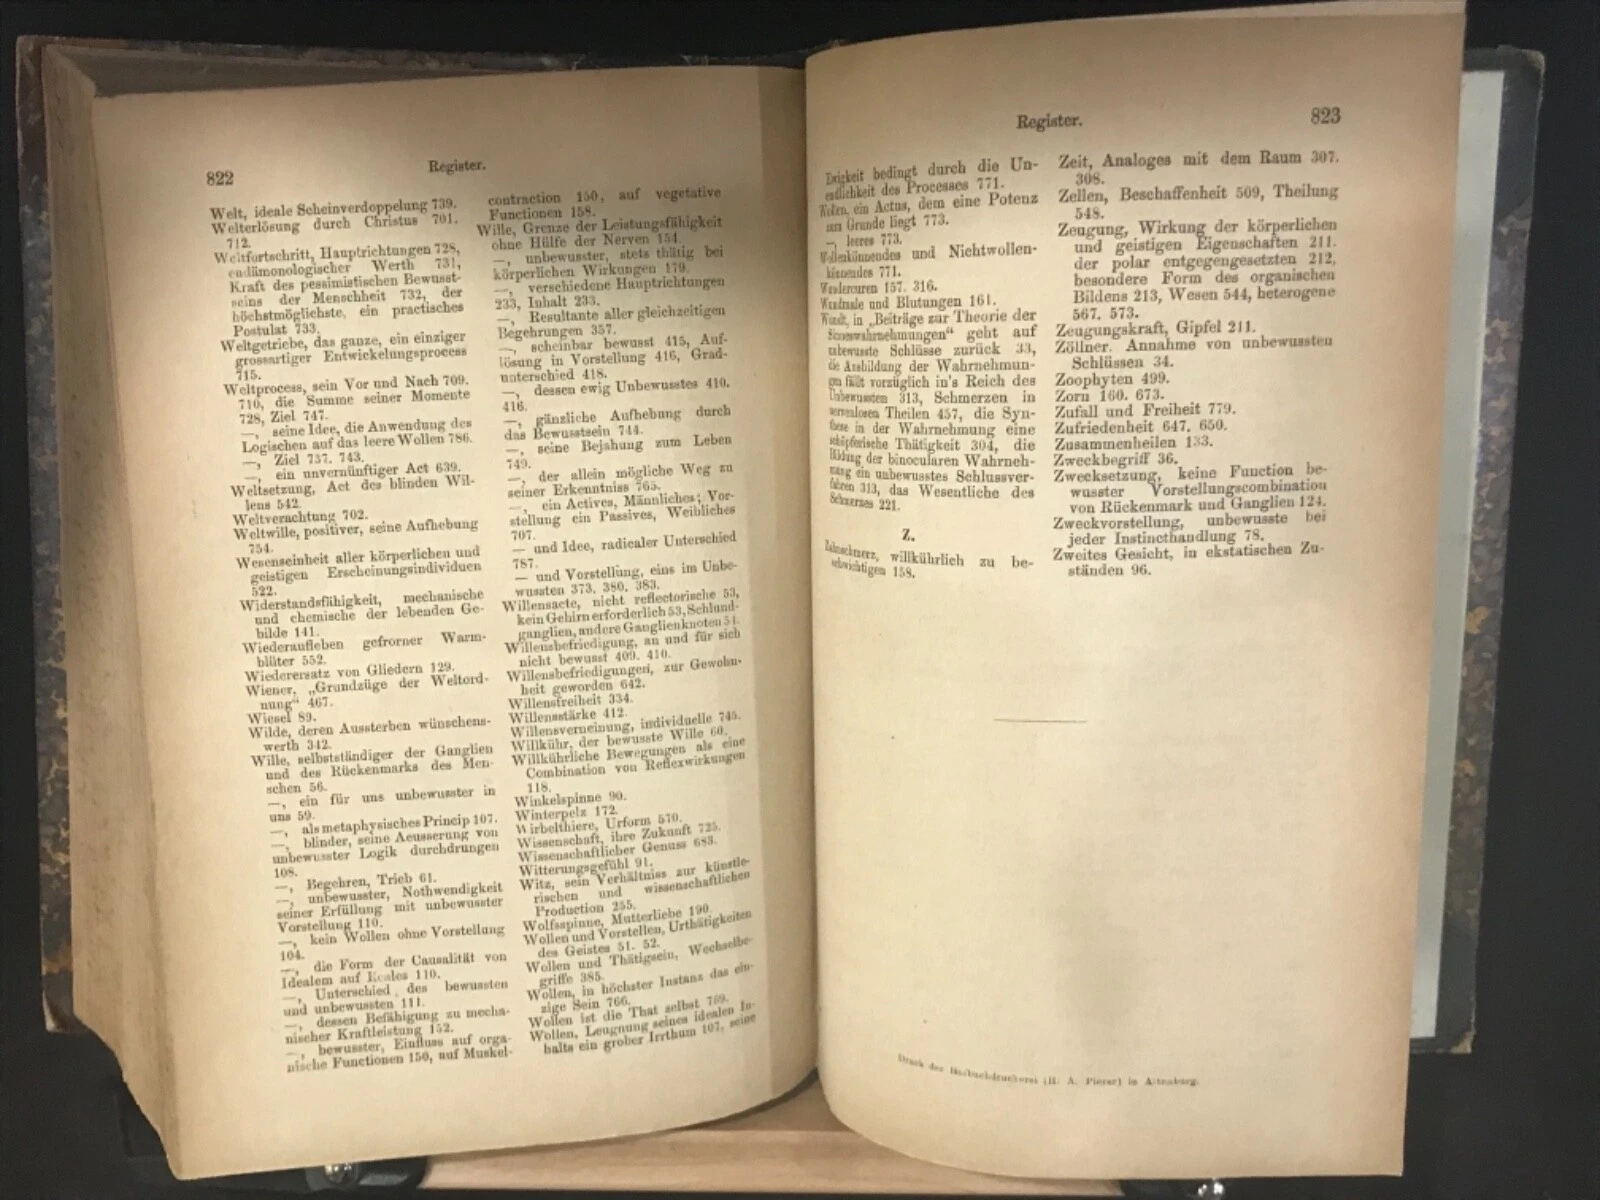 822
Register.
Welt, ideale Scheinverdoppelung 739.
Welterlösung durch Christus 701.
712.
Weltfortschritt, Hauptrichtungen 728,
eudämonologischer Werth 731,
Kraft des pessimistischen Bewusst-
seins der Menschheit 732, der
höchstmöglichste, ein practisches
Postulat 733.
Weltgetriebe, das ganze, ein einziger
grossartiger Entwickelungsprocess
715.
Weltprocess, sein Vor und Nach 709.
710, die Summe seiner Momente
728, Ziel 747.
—, seine Idee, die Anwendung des
Logischen auf das leere Wollen 786.
—, Ziel 737. 743.
—, ein unvernünftiger Act 639.
Weltsetzung, Act des blinden Wil-
lens 542.
Weltverachtung 702.
Weltwille, positiver, seine Aufhebung
754.
Wesenseinheit aller körperlichen und
geistigen Erscheinungsindividuen
522.
Widerstandsfähigkeit, mechanische
und chemische der lebenden Ge-
bilde 141.
Wiederaufleben gefrorner Warm-
blüter 552.
Wiederersatz von Gliedern 129.
Wiener, „Grundzüge der Weltord-
nung“ 467.
Wiesel 89.
Wilde, deren Aussterben wünschens-
werth 342.
Wille, selbstständiger der Ganglien
und des Rückenmarks des Men-
schen 56.
—, ein für uns unbewusster in
uns 59.
—, als metaphysisches Princip 107.
—, blinder, seine Aeusserung von
unbewusster Logik durchdrungen
108.
—, Begehren, Trieb 61.
—, unbewusster, Nothwendigkeit
seiner Erfüllung mit unbewusster
Vorstellung 110.
—, kein Wollen ohne Vorstellung
104.
—, die Form der Causalität von
Idealem auf Reales 110.
—, Unterschied des bewussten
und unbewussten 111.
—, dessen Befähigung zu mecha-
nischer Kraftleistung 152.
—, bewusster, Einfluss auf orga-
nische Functionen 150, auf Muskel-
contraction 150, auf vegetative
Functionen 158.
Wille, Grenze der Leistungsfähigkeit
ohne Hülfe der Nerven 154.
—, unbewusster, stets thätig bei
körperlichen Wirkungen 179.
—, verschiedene Hauptrichtungen
233, Inhalt 233.
—, Resultante aller gleichzeitigen
Begehrungen 357.
—, scheinbar bewusst 415, Auf-
lösung in Vorstellung 416, Grad-
unterschied 418.
—, dessen ewig Unbewusstes 410.
416.
—, gänzliche Aufhebung durch
das Bewusstsein 744.
—, seine Bejahung zum Leben
749.
—, der allein mögliche Weg zu
seiner Erkenntniss 765.
—, ein Actives, Männliches; Vor-
stellung ein Passives, Weibliches
707.
— und Idee, radicaler Unterschied
787.
— und Vorstellung, eins im Unbe-
wussten 373. 380. 383.
Willensacte, nicht reflectorische 53,
kein Gehirn erforderlich 53, Schlund-
ganglien, andere Ganglienknoten 54.
Willensbefriedigung, an und für sich
nicht bewusst 409. 410.
Willensbefriedigungen, zur Gewohn-
heit geworden 642.
Willensfreiheit 334.
Willensstärke 412.
Willensverneinung, individuelle 745.
Willkühr, der bewusste Wille 60.
Willkührliche Bewegungen als eine
Combination von Reflexwirkungen
118.
Winkelspinne 90.
Winterpelz 172.
Wirbelthiere, Urform 570.
Wissenschaft, ihre Zukunft 725.
Wissenschaftlicher Genuss 683.
Witterungsgefühl 91.
Witz, sein Verhältniss zur künstle-
rischen und wissenschaftlichen
Production 255.
Wolfsspinne, Mutterliebe 190.
Wollen und Vorstellen, Urthätigkeiten
des Geistes 51. 52.
Wollen und Thätigsein, Wechselbe-
griffe 385.
Wollen, in höchster Instanz das ein-
zige Sein 766.
Wollen ist die That selbst 769.
Wollen, Leugnung seines idealen In-
halts ein grober Irrthum 107, seine
Register.
823
Ewigkeit bedingt durch die Un-
endlichkeit des Processes 771.
Wollen, ein Actus, dem eine Potenz
zum Grunde liegt 773.
—, leeres 773.
Wollenkönnendes und Nichtwollen-
könnendes 771.
Wundercuren 157. 316.
Wundmale und Blutungen 161.
Wundt, in „Beiträge zur Theorie der
Sinneswahrnehmungen“ geht auf
unbewusste Schlüsse zurück 33,
die Ausbildung der Wahrnehmun-
gen fällt vorzüglich in's Reich des
Unbewussten 313, Schmerzen in
nervenlosen Theilen 457, die Syn-
these in der Wahrnehmung eine
schöpferische Thätigkeit 304, die
Bildung der binocularen Wahrneh-
mung ein unbewusstes Schlussver-
fahren 313, das Wesentliche des
Schmerzes 221.
Z.
Zahnschmerz, willkührlich zu be-
schwichtigen 158.
Zeit, Analoges mit dem Raum 307.
308.
Zellen, Beschaffenheit 509, Theilung
548.
Zeugung, Wirkung der körperlichen
und geistigen Eigenschaften 211.
der polar entgegengesetzten 212,
besondere Form des organischen
Bildens 213, Wesen 544, heterogene
567. 573.
Zeugungskraft, Gipfel 211.
Zöllner. Annahme von unbewussten
Schlüssen 34.
Zoophyten 499.
Zorn 160. 673.
Zufall und Freiheit 779.
Zufriedenheit 647. 650.
Zusammenheilen 133.
Zweckbegriff 36.
Zwecksetzung, keine Function be-
wusster Vorstellungscombination
von Rückenmark und Ganglien 124.
Zweckvorstellung, unbewusste bei
jeder Instincthandlung 78.
Zweites Gesicht, in ekstatischen Zu-
ständen 96.
Druck der Hofbuchdruckerei (H. A. Pierer) in Altenburg.